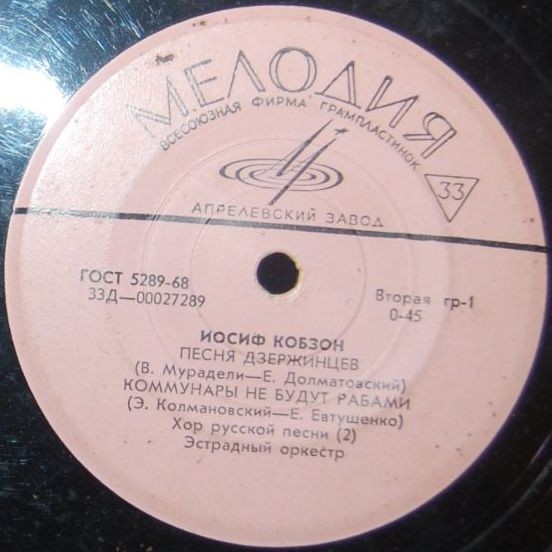 МЕЛОДИЯ
ВСЕСОЮЗНАЯ ФИРМА ГРАМПЛАСТИНОК
33
АПРЕЛЕВСКИЙ ЗАВОД
ГОСТ 5289-68
33Д—00027289
Вторая гр-1
0-45
ИОСИФ КОБЗОН
ПЕСНЯ ДЗЕРЖИНЦЕВ
(В. Мурадели—Е. Долматовский)
КОММУНАРЫ НЕ БУДУТ РАБАМИ
(Э. Колмановский—Е. Евтушенко)
Хор русской песни (2)
Эстрадный оркестр